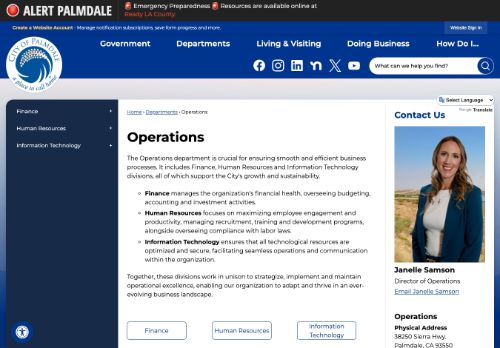 ALERT PALMDALE
🚨 Emergency Preparedness 🚨 Resources are available online at
Ready LA County.
Create a Website Account - Manage notification subscriptions, save form progress and more.
Website Sign In
CITY OF PALMDALE
a place to call home
Government
Departments
Living & Visiting
Doing Business
How Do I...
What can we help you find?
Select Language
Google Translate
Finance +
Human Resources +
Information Technology +
Home › Departments › Operations
Operations
The Operations department is crucial for ensuring smooth and efficient business
processes. It includes Finance, Human Resources and Information Technology
divisions, all of which support the City's growth and sustainability.
Finance manages the organization's financial health, overseeing budgeting,
accounting and investment activities.
Human Resources focuses on maximizing employee engagement and
productivity, managing recruitment, training and development programs,
alongside overseeing compliance with labor laws.
Information Technology ensures that all technological resources are
optimized and secure, facilitating seamless operations and communication
within the organization.
Together, these divisions work in unison to strategize, implement and maintain
operational excellence, enabling our organization to adapt and thrive in an ever-
evolving business landscape.
Finance
Human Resources
Information
Technology
Contact Us
Janelle Samson
Director of Operations
Email Janelle Samson
Operations
Physical Address
38250 Sierra Hwy.
Palmdale, CA 93550